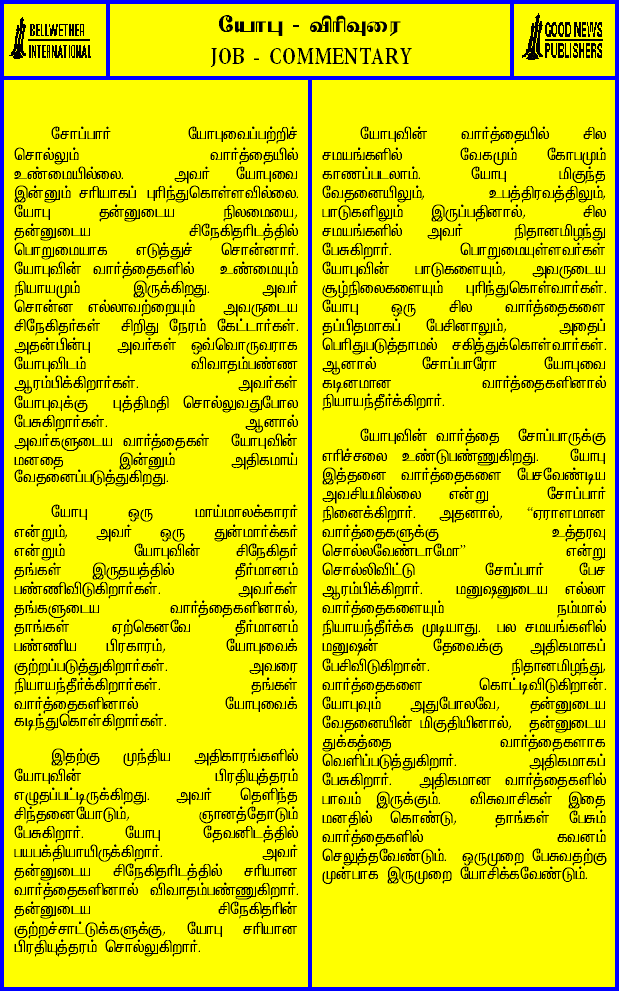 BELLWETHER
INTERNATIONAL
யோபு - விரிவுரை
JOB - COMMENTARY
GOOD NEWS
PUBLISHERS
சோப்பார் யோபுவைப்பற்றிச்
சொல்லும் வார்த்தையில்
உண்மையில்லை. அவர் யோபுவை
இன்னும் சரியாகப் புரிந்துகொள்ளவில்லை.
யோபு தன்னுடைய நிலமையை,
தன்னுடைய சிநேகிதரிடத்தில்
பொறுமையாக எடுத்துச் சொன்னார்.
யோபுவின் வார்த்தைகளில் உண்மையும்
நியாயமும் இருக்கிறது. அவர்
சொன்ன எல்லாவற்றையும் அவருடைய
சிநேகிதர்கள் சிறிது நேரம் கேட்டார்கள்.
அதன்பின்பு அவர்கள் ஒவ்வொருவராக
யோபுவிடம் விவாதம்பண்ண
ஆரம்பிக்கிறார்கள். அவர்கள்
யோபுவுக்கு புத்திமதி சொல்லுவதுபோல
பேசுகிறார்கள். ஆனால்
அவர்களுடைய வார்த்தைகள் யோபுவின்
மனதை இன்னும் அதிகமாய்
வேதனைப்படுத்துகிறது.
யோபு ஒரு மாய்மாலக்காரர்
என்றும், அவர் ஒரு துன்மார்க்கர்
என்றும் யோபுவின் சிநேகிதர்
தங்கள் இருதயத்தில் தீர்மானம்
பண்ணிவிடுகிறார்கள். அவர்கள்
தங்களுடைய வார்த்தைகளினால்,
தாங்கள் ஏற்கெனவே தீர்மானம்
பண்ணிய பிரகாரம், யோபுவைக்
குற்றப்படுத்துகிறார்கள். அவரை
நியாயந்தீர்க்கிறார்கள். தங்கள்
வார்த்தைகளினால் யோபுவைக்
கடிந்துகொள்கிறார்கள்.
இதற்கு முந்திய அதிகாரங்களில்
யோபுவின் பிரதியுத்தரம்
எழுதப்பட்டிருக்கிறது. அவர் தெளிந்த
சிந்தனையோடும், ஞானத்தோடும்
பேசுகிறார். யோபு தேவனிடத்தில்
பயபக்தியாயிருக்கிறார். அவர்
தன்னுடைய சிநேகிதரிடத்தில் சரியான
வார்த்தைகளினால் விவாதம்பண்ணுகிறார்.
தன்னுடைய சிநேகிதரின்
குற்றச்சாட்டுக்களுக்கு, யோபு சரியான
பிரதியுத்தரம் சொல்லுகிறார்.
யோபுவின் வார்த்தையில் சில
சமயங்களில் வேகமும் கோபமும்
காணப்படலாம். யோபு மிகுந்த
வேதனையிலும், உபத்திரவத்திலும்,
பாடுகளிலும் இருப்பதினால், சில
சமயங்களில் அவர் நிதானமிழந்து
பேசுகிறார். பொறுமையுள்ளவர்கள்
யோபுவின் பாடுகளையும், அவருடைய
சூழ்நிலைகளையும் புரிந்துகொள்வார்கள்.
யோபு ஒரு சில வார்த்தைகளை
தப்பிதமாகப் பேசினாலும், அதைப்
பெரிதுபடுத்தாமல் சகித்துக்கொள்வார்கள்.
ஆனால் சோப்பாரோ யோபுவை
கடினமான வார்த்தைகளினால்
நியாயந்தீர்க்கிறார்.
யோபுவின் வார்த்தை சோப்பாருக்கு
எரிச்சலை உண்டுபண்ணுகிறது. யோபு
இத்தனை வார்த்தைகளை பேசவேண்டிய
அவசியமில்லை என்று சோப்பார்
நினைக்கிறார். அதனால், “ஏராளமான
வார்த்தைகளுக்கு உத்தரவு
சொல்லவேண்டாமோ” என்று
சொல்லிவிட்டு சோப்பார் பேச
ஆரம்பிக்கிறார். மனுஷனுடைய எல்லா
வார்த்தைகளையும் நம்மால்
நியாயந்தீர்க்க முடியாது. பல சமயங்களில்
மனுஷன் தேவைக்கு அதிகமாகப்
பேசிவிடுகிறான். நிதானமிழந்து,
வார்த்தைகளை கொட்டிவிடுகிறான்.
யோபுவும் அதுபோலவே, தன்னுடைய
வேதனையின் மிகுதியினால், தன்னுடைய
துக்கத்தை வார்த்தைகளாக
வெளிப்படுத்துகிறார். அதிகமாகப்
பேசுகிறார். அதிகமான வார்த்தைகளில்
பாவம் இருக்கும். விசுவாசிகள் இதை
மனதில் கொண்டு, தாங்கள் பேசும்
வார்த்தைகளில் கவனம்
செலுத்தவேண்டும். ஒருமுறை பேசுவதற்கு
முன்பாக இருமுறை யோசிக்கவேண்டும்.